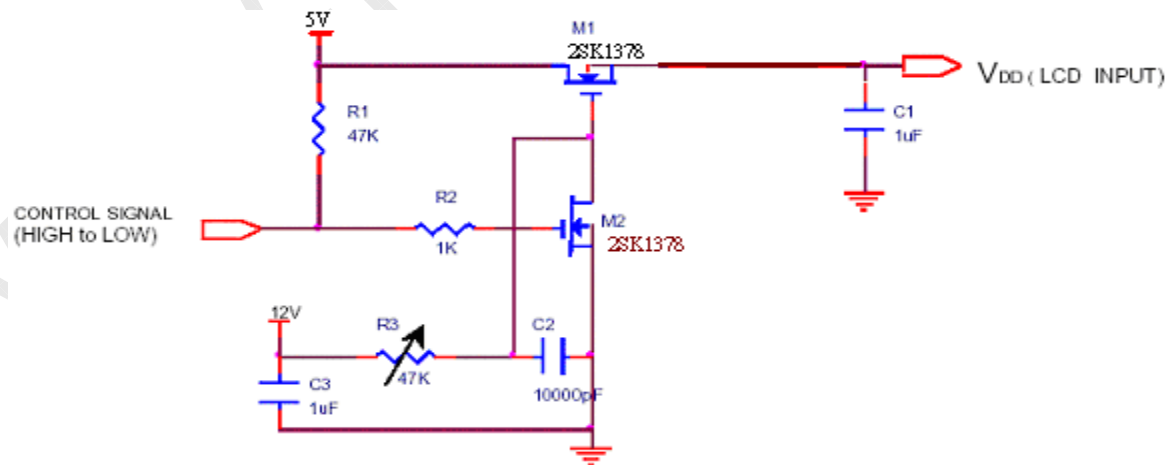 5V
M1
2SK1378
VDD ( LCD INPUT)
R1
47K
C1
1uF
CONTROL SIGNAL
(HIGH to LOW)
R2
1K
M2
2SK1378
12V
R3
47K
C2
10000pF
C3
1uF